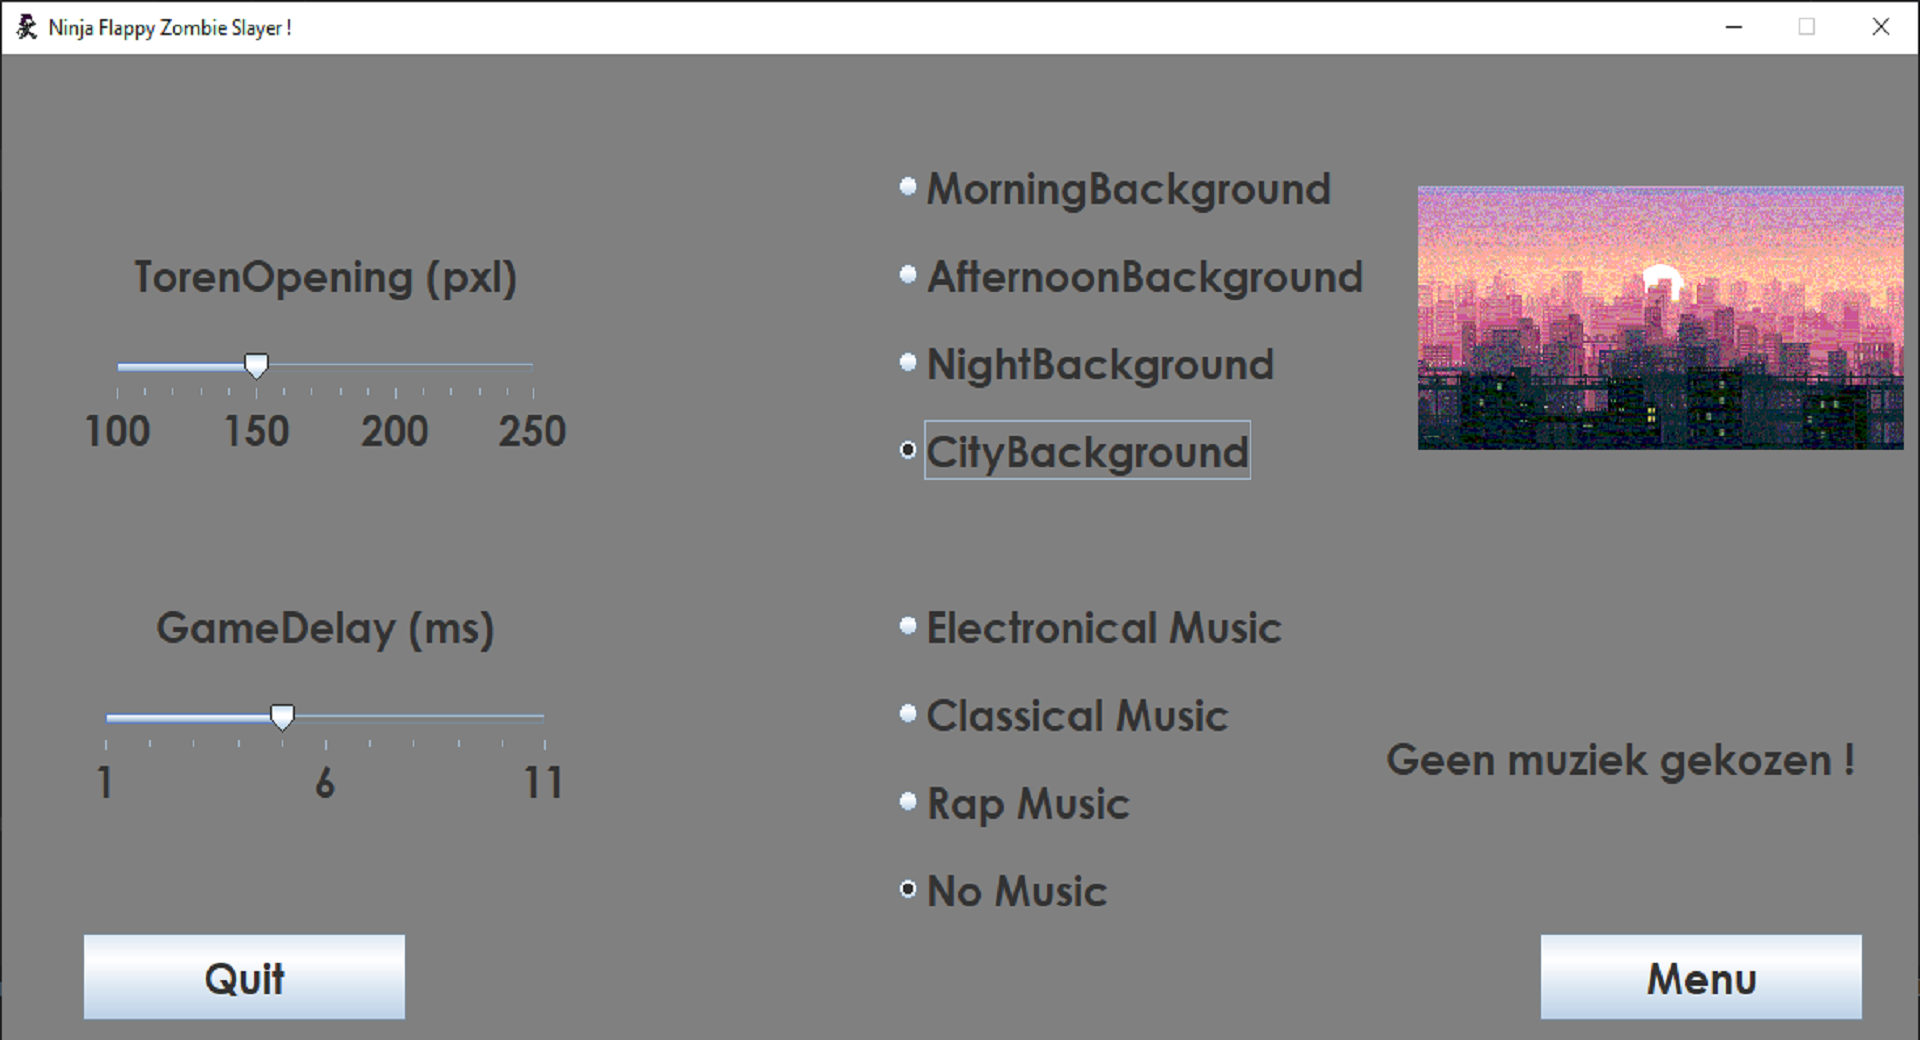 Ninja Flappy Zombie Slayer !
TorenOpening (pxl)
100 150 200 250
GameDelay (ms)
1 6 11
MorningBackground
AfternoonBackground
NightBackground
CityBackground
Electronical Music
Classical Music
Rap Music
No Music
Geen muziek gekozen !
Quit
Menu